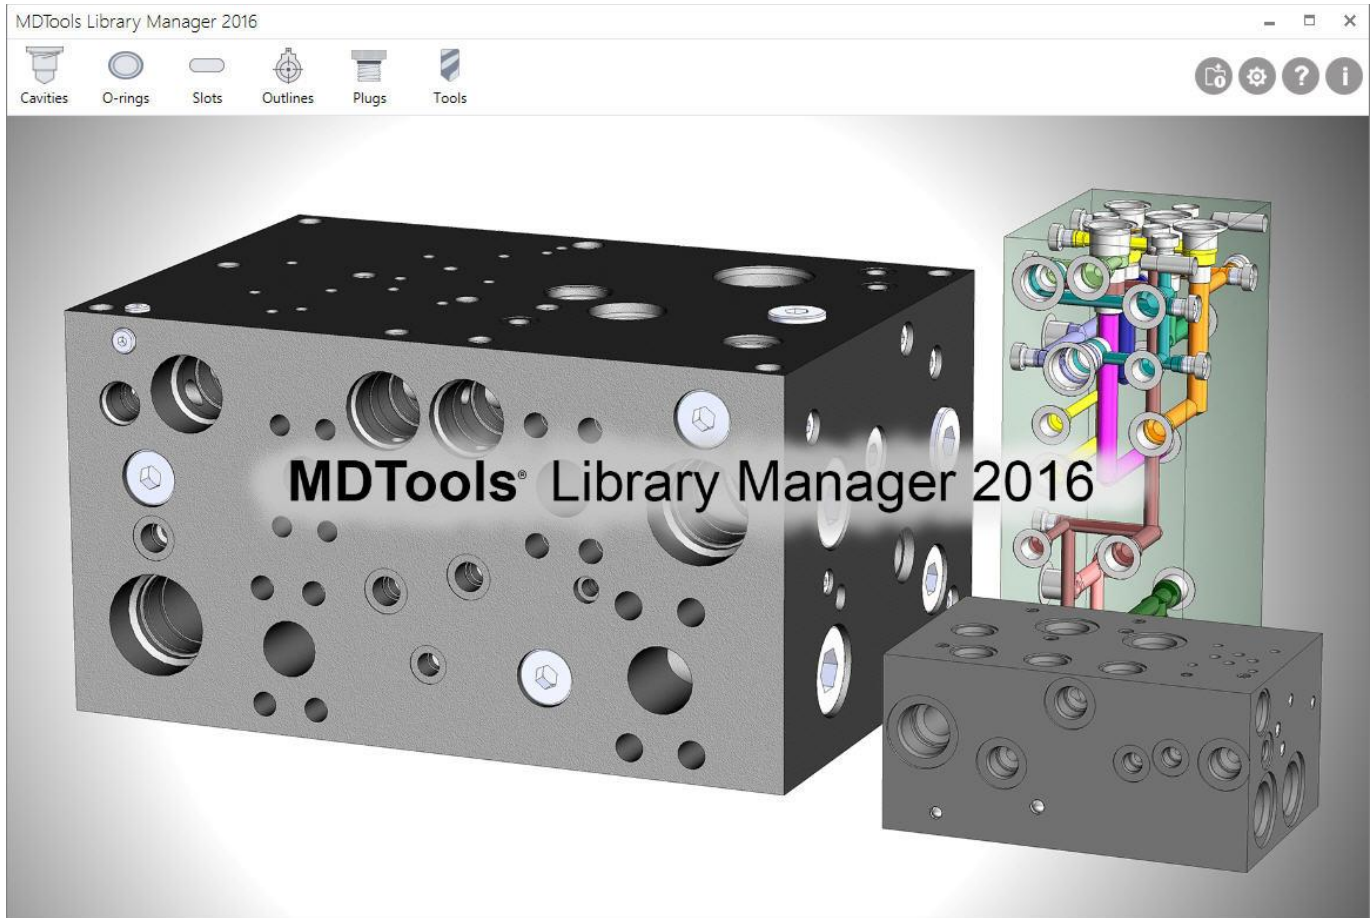 MDTools Library Manager 2016
Cavities O-rings Slots Outlines Plugs Tools
MDTools® Library Manager 2016